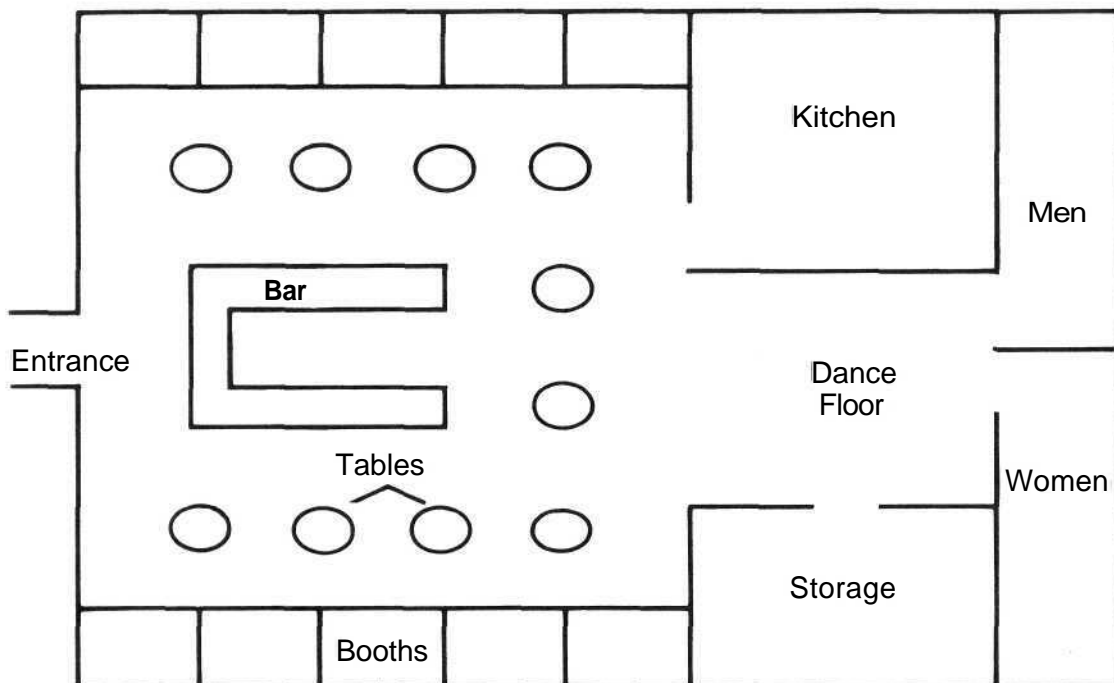 Kitchen
Men
Bar
Entrance
Dance
Floor
Tables
Women
Storage
Booths